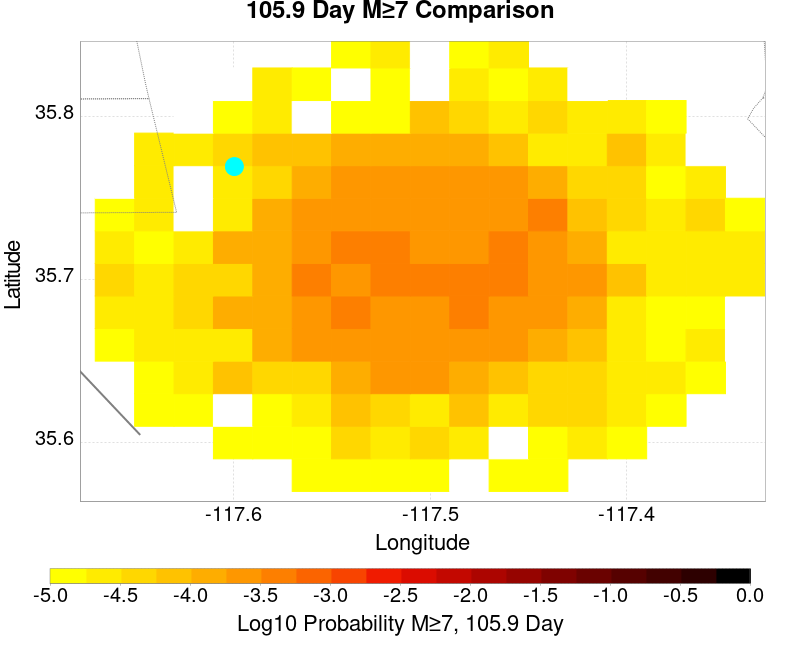 105.9 Day M≥7 Comparison
35.8
35.7
35.6
Latitude
-117.6 -117.5 -117.4
Longitude
-5.0 -4.5 -4.0 -3.5 -3.0 -2.5 -2.0 -1.5 -1.0 -0.5 0.0
Log10 Probability M≥7, 105.9 Day